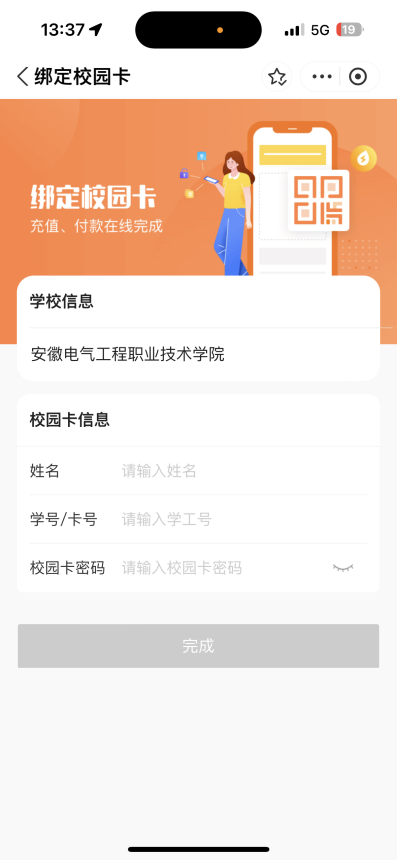 13:37
5G
19
绑定校园卡
绑定校园卡
充值、付款在线完成
学校信息
安徽电气工程职业技术学院
校园卡信息
姓名 请输入姓名
学号/卡号 请输入学工号
校园卡密码 请输入校园卡密码
完成